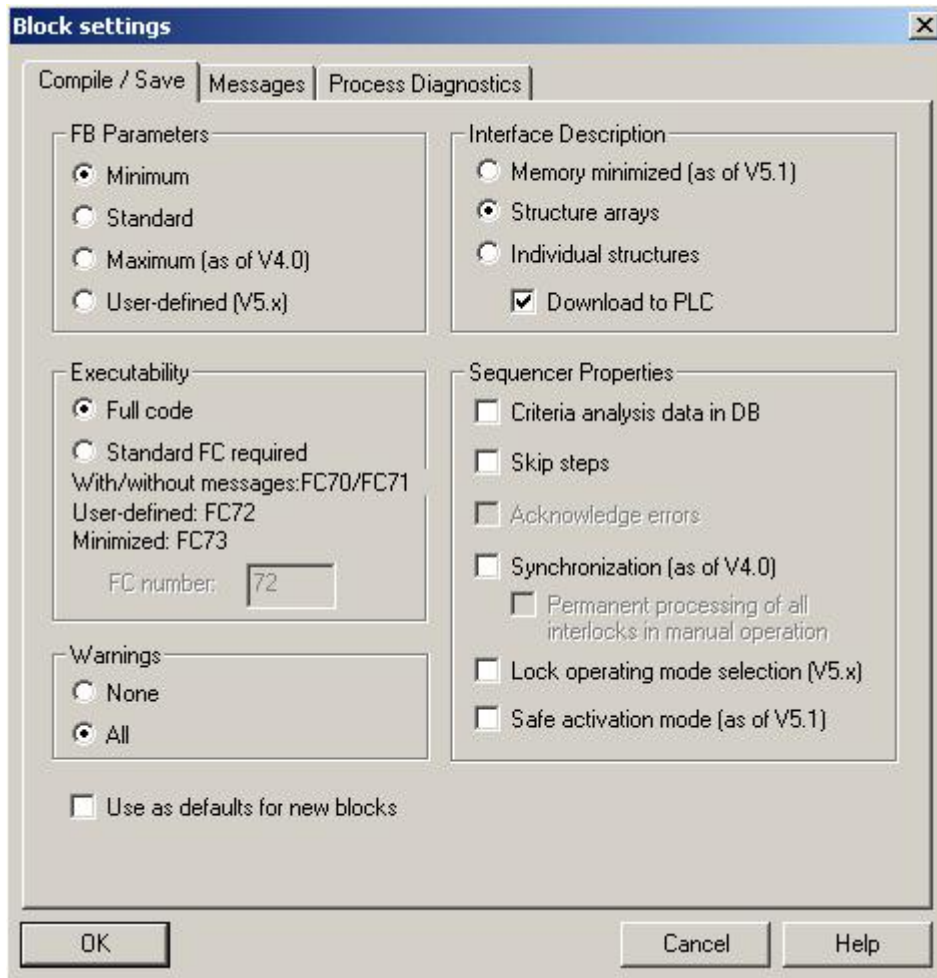 Block settings
Compile / Save
Messages
Process Diagnostics
FB Parameters
Minimum
Standard
Maximum (as of V4.0)
User-defined (V5.x)
Interface Description
Memory minimized (as of V5.1)
Structure arrays
Individual structures
Download to PLC
Executability
Full code
Standard FC required
With/without messages:FC70/FC71
User-defined: FC72
Minimized: FC73
FC number:
72
Sequencer Properties
Criteria analysis data in DB
Skip steps
Acknowledge errors
Synchronization (as of V4.0)
Permanent processing of all
interlocks in manual operation
Lock operating mode selection (V5.x)
Safe activation mode (as of V5.1)
Warnings
None
All
Use as defaults for new blocks
OK
Cancel
Help